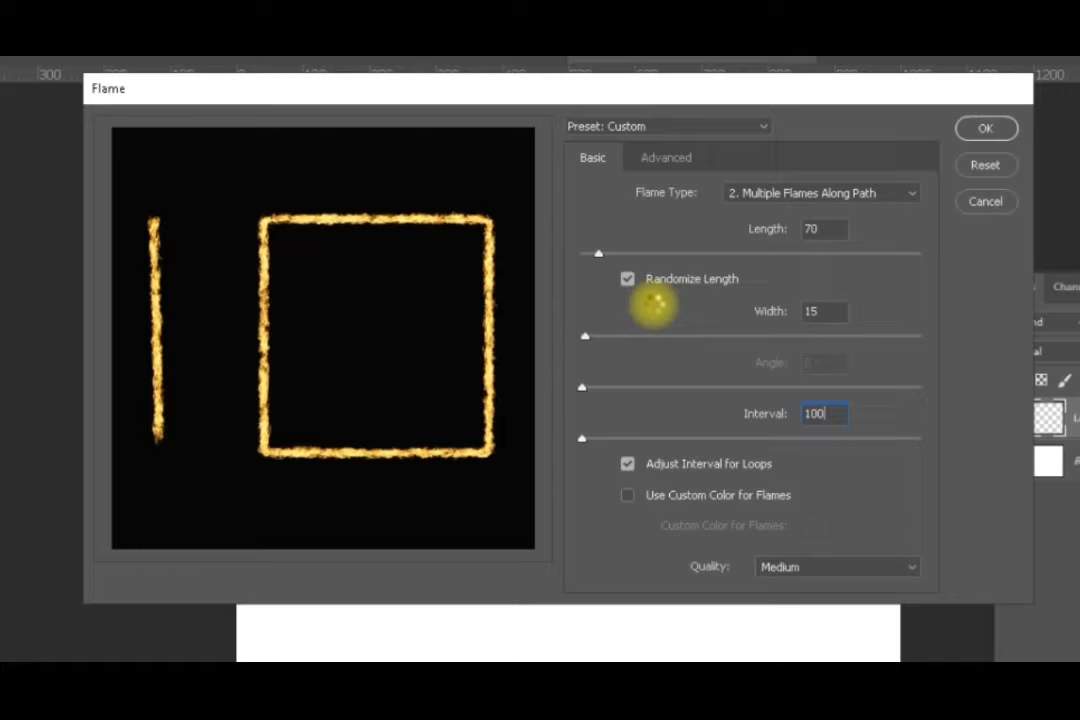 300
1200
Flame
Preset: Custom
OK
Basic
Advanced
Reset
Flame Type:
2. Multiple Flames Along Path
Cancel
Length:
70
Randomize Length
Width:
15
Angle:
Interval:
100
Adjust Interval for Loops
Use Custom Color for Flames
Custom Color for Flames:
Quality:
Medium
Chann